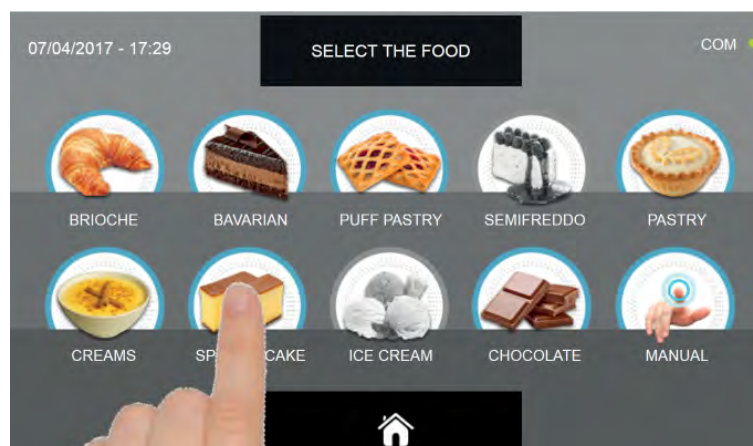 07/04/2017 - 17:29
SELECT THE FOOD
COM
BRIOCHE
BAVARIAN
PUFF PASTRY
SEMIFREDDO
PASTRY
CREAMS
CAKE
ICE CREAM
CHOCOLATE
MANUAL